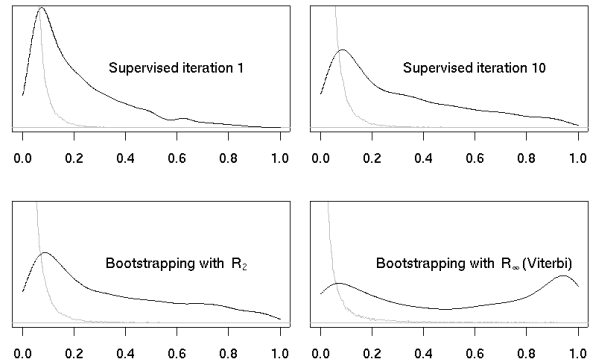 Supervised iteration 1
0.0 0.2 0.4 0.6 0.8 1.0
Supervised iteration 10
0.0 0.2 0.4 0.6 0.8 1.0
Bootstrapping with R₂
0.0 0.2 0.4 0.6 0.8 1.0
Bootstrapping with R∞ (Viterbi)
0.0 0.2 0.4 0.6 0.8 1.0